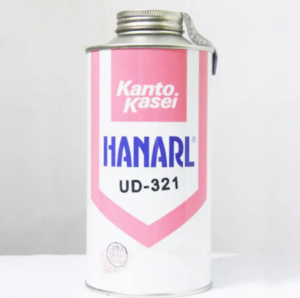 Kanto
Kasei
HANARL®
UD-321